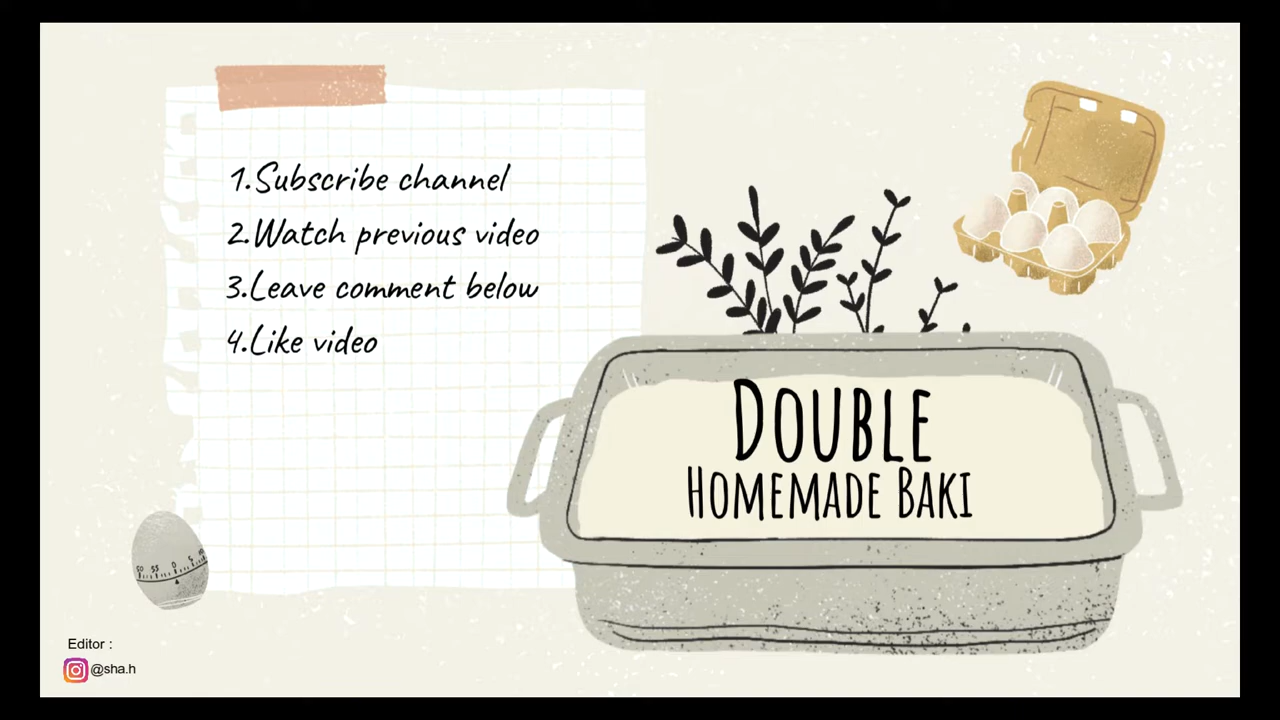 1.Subscribe channel
2.Watch previous video
3.Leave comment below
4.Like video
DOUBLE
HOMEMADE BAKI
Editor :
@sha.h